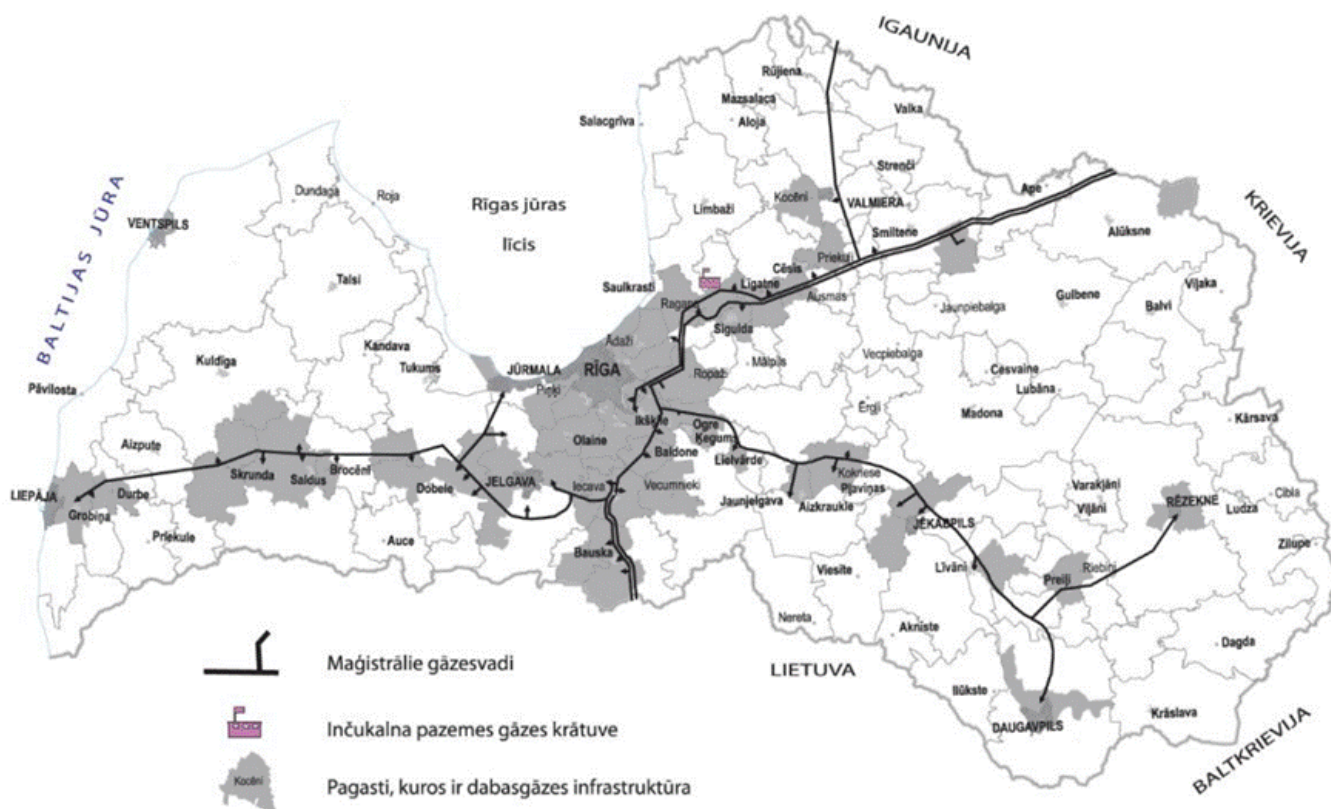 IGAUNIJA
Rūjiena
Mazsalaca
Aloja
Valka
Salacgrīva
Strenči
Dundaga
Roja
BALTIJAS JŪRA
Rīgas jūras
līcis
Limbaži
Kocēni
VALMIERA
Ape
KRIEVIJA
VENTSPILS
Smiltene
Alūksne
Priekuļi
Cēsis
Saulkrasti
Līgatne
Talsi
Ragana
Ausmas
Jaunpiebalga
Gulbene
Balvi
Viļaka
Sigulda
Ādaži
Kuldīga
Kandava
Tukums
JŪRMALA
RĪGA
Piņķi
Ropaži
Mālpils
Vecpiebalga
Cesvaine
Lubāna
Pāvilosta
Ērgļi
Madona
Kārsava
Ikšķile
Ogre
Ķegums
Aizpute
Olaine
Baldone
Lielvārde
Skrunda
Saldus
Brocēni
Dobele
JELGAVA
Iecava
Vecumnieki
Jaunjelgava
Koknese
Pļaviņas
Aizkraukle
Varakļāni
Viļāni
RĒZEKNE
Cibla
Ludza
LIEPĀJA
Durbe
Grobiņa
JĒKABPILS
Zilupe
Priekule
Auce
Bauska
Viesīte
Līvāni
Preiļi
Riebiņi
Nereta
Aknīste
Dagda
LIETUVA
Ilūkste
DAUGAVPILS
Krāslava
BALTKRIEVIJA
Maģistrālie gāzesvadi
Inčukalna pazemes gāzes krātuve
Kocēni
Pagasti, kuros ir dabasgāzes infrastruktūra